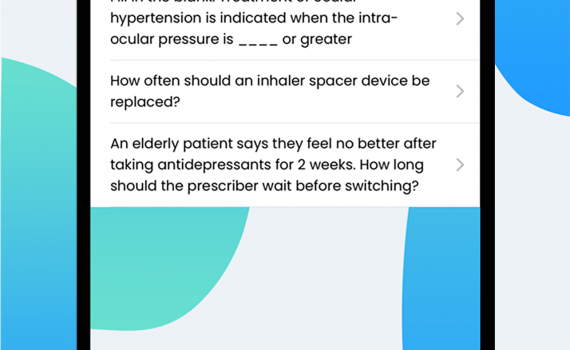 hypertension is indicated when the intra-
ocular pressure is ____ or greater
How often should an inhaler spacer device be
replaced?
An elderly patient says they feel no better after
taking antidepressants for 2 weeks. How long
should the prescriber wait before switching?